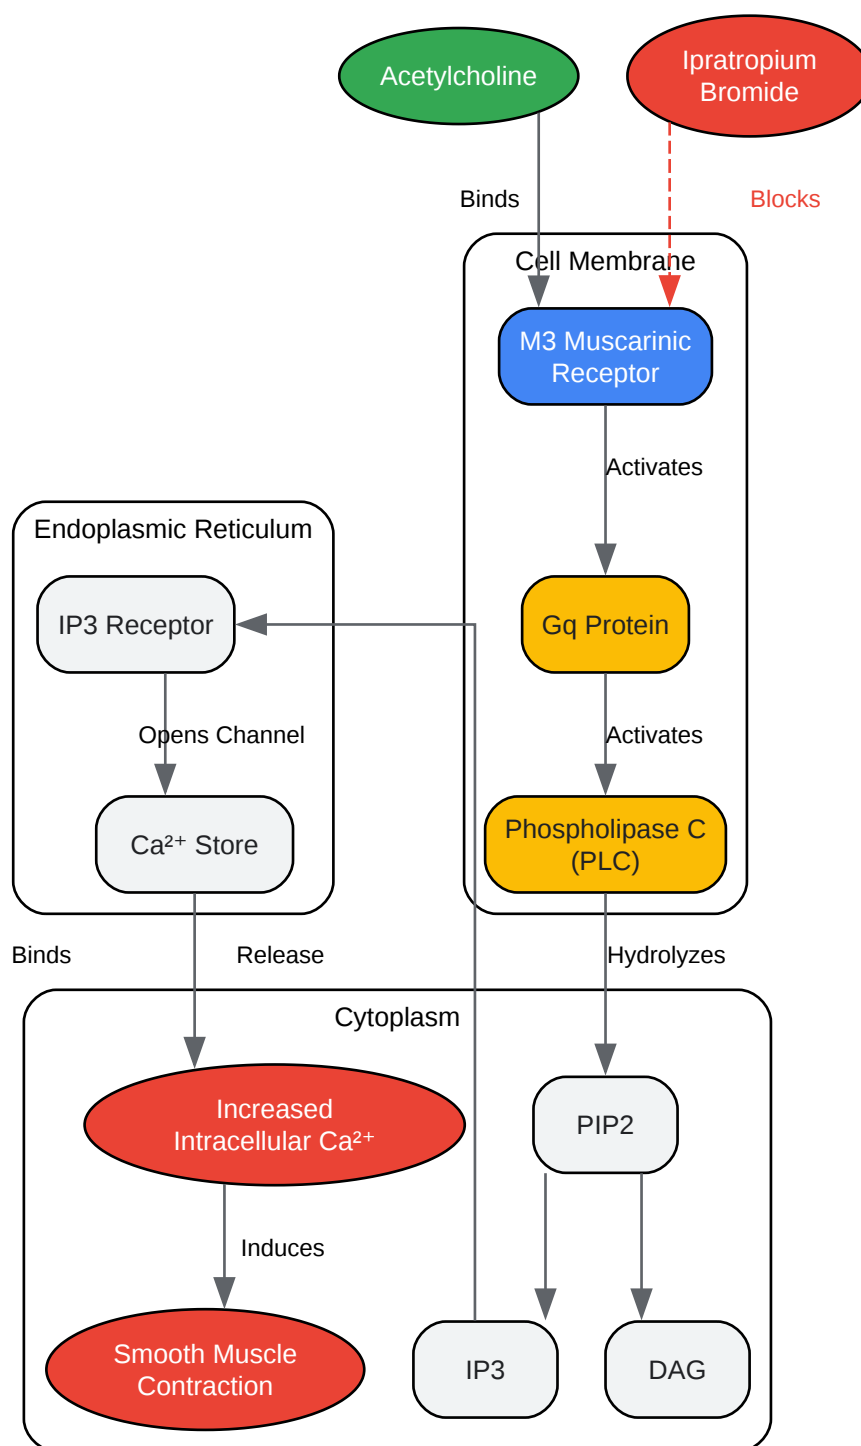 Acetylcholine
Ipratropium
Bromide
Binds
Blocks
Cell Membrane
M3 Muscarinic
Receptor
Activates
Endoplasmic Reticulum
IP3 Receptor
Gq Protein
Opens Channel
Activates
Ca²⁺ Store
Phospholipase C
(PLC)
Binds
Release
Hydrolyzes
Cytoplasm
Increased
Intracellular Ca²⁺
PIP2
Induces
Smooth Muscle
Contraction
IP3
DAG